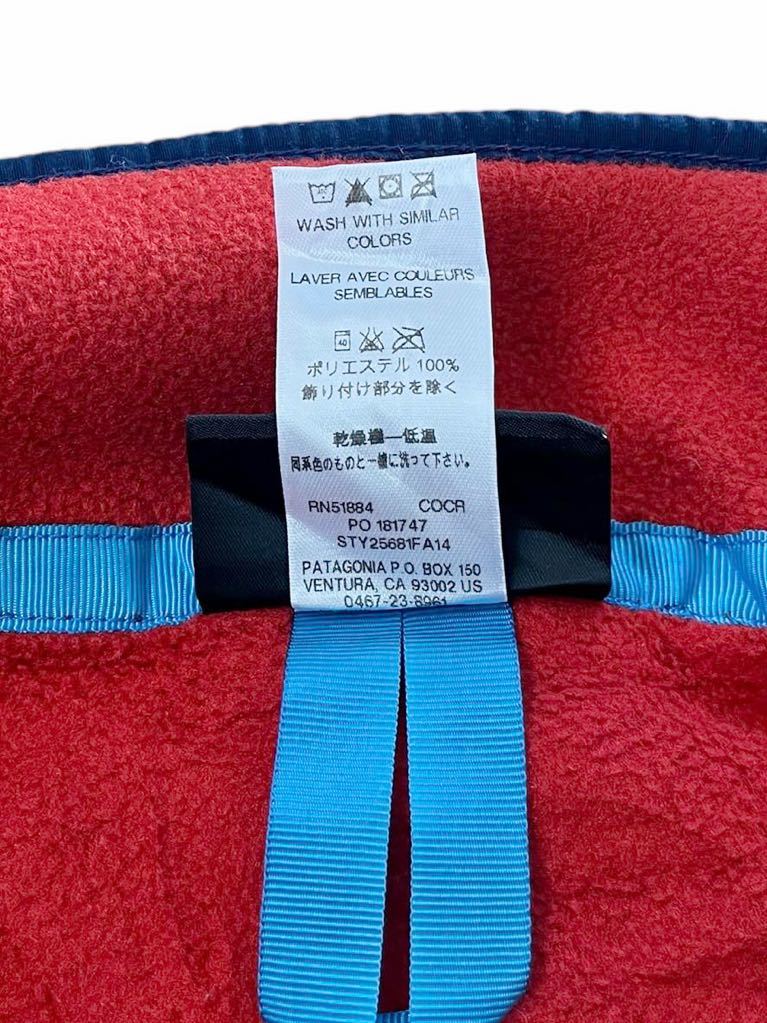 WASH WITH SIMILAR
COLORS
LAVER AVEC COULEURS
SEMBLABLES
40
ポリエステル 100%
飾り付け部分を除く
乾燥機—低温
同系色のものと一緒に洗って下さい。
RN51884 COCR
PO 181747
STY25681FA14
PATAGONIA P.O. BOX 150
VENTURA, CA 93002 US
0467-23-8961